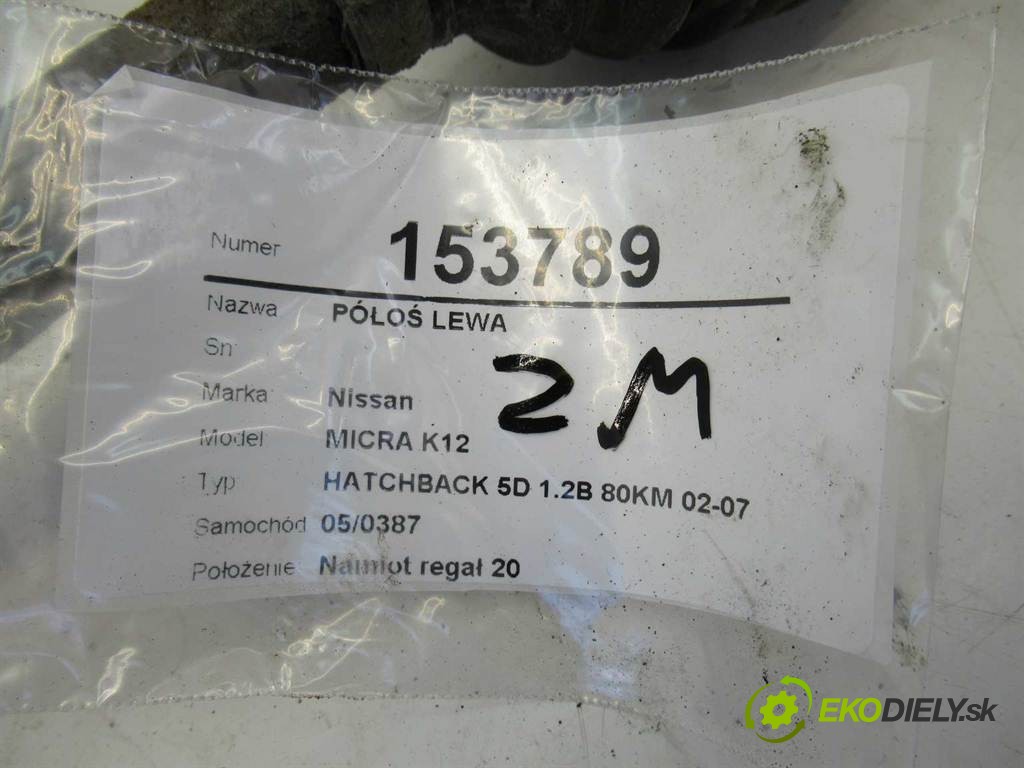 Numer 153789
Nazwa PÓŁOŚ LEWA
Sn
Marka Nissan
2M
Model MICRA K12
Typ HATCHBACK 5D 1.2B 80KM 02-07
Samochód 05/0387
Położenie Namiot regał 20
EKODIELY.sk